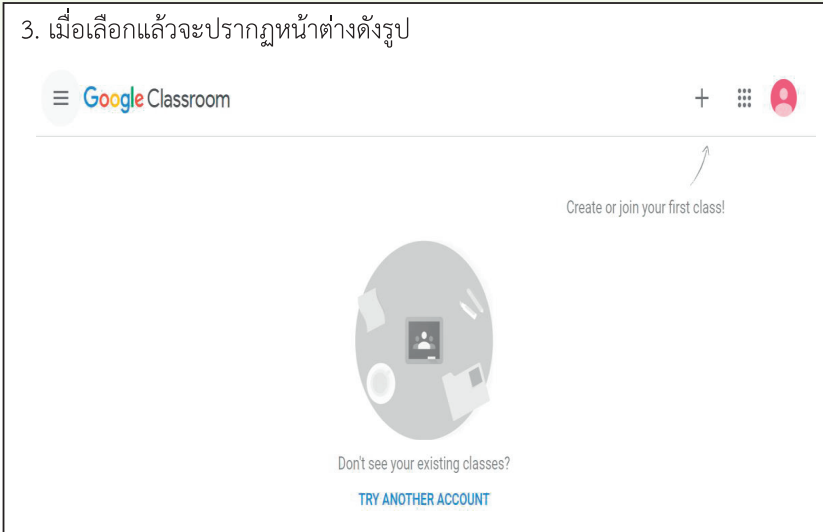 3. เมื่อเลือกแล้วจะปรากฏหน้าต่างดังรูป
Google Classroom
Create or join your first class!
Don't see your existing classes?
TRY ANOTHER ACCOUNT